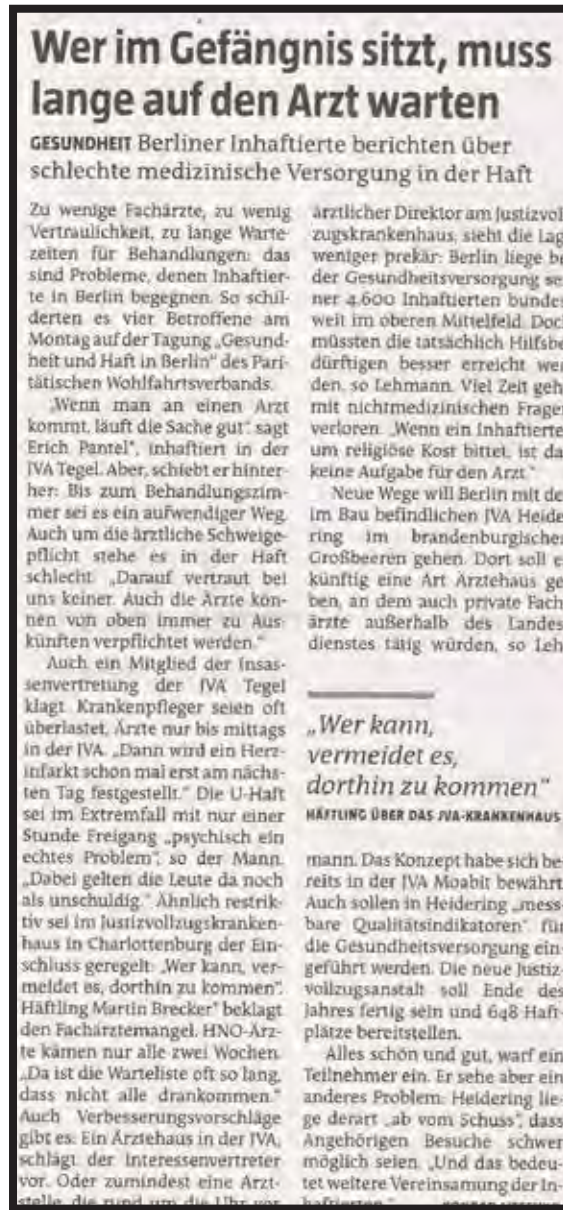 Wer im Gefängnis sitzt, muss
lange auf den Arzt warten
GESUNDHEIT Berliner Inhaftierte berichten über
schlechte medizinische Versorgung in der Haft
Zu wenige Fachärzte, zu wenig
Vertraulichkeit, zu lange Warte-
zeiten für Behandlungen: das
sind Probleme, denen Inhaftier-
te in Berlin begegnen. So schil-
derten es vier Betroffene am
Montag auf der Tagung „Gesund-
heit und Haft in Berlin" des Pari-
tätischen Wohlfahrtsverbands.
„Wenn man an einen Arzt
kommt, läuft die Sache gut", sagt
Erich Pantel*, inhaftiert in der
JVA Tegel. Aber, schiebt er hinter-
her: Bis zum Behandlungszim-
mer sei es ein aufwendiger Weg.
Auch um die ärztliche Schweige-
pflicht stehe es in der Haft
schlecht. „Darauf vertraut bei
uns keiner. Auch die Ärzte kön-
nen von oben immer zu Aus-
künften verpflichtet werden."
Auch ein Mitglied der Insas-
senvertretung der JVA Tegel
klagt. Krankenpfleger seien oft
überlastet, Ärzte nur bis mittags
in der JVA. „Dann wird ein Herz-
infarkt schon mal erst am nächs-
ten Tag festgestellt." Die U-Haft
sei im Extremfall mit nur einer
Stunde Freigang „psychisch ein
echtes Problem", so der Mann.
„Dabei gelten die Leute da noch
als unschuldig." Ähnlich restrik-
tiv sei im Justizvollzugskranken-
haus in Charlottenburg der Ein-
schluss geregelt: „Wer kann, ver-
meidet es, dorthin zu kommen".
Häftling Martin Brecker* beklagt
den Fachärztemangel. HNO-Ärz-
te kämen nur alle zwei Wochen.
„Da ist die Warteliste oft so lang,
dass nicht alle drankommen."
Auch Verbesserungsvorschläge
gibt es: Ein Ärztehaus in der JVA,
schlägt der Interessenvertreter
vor. Oder zumindest eine Arzt-
stelle, die rund um die Uhr vor
ärztlicher Direktor am Justizvoll
zugskrankenhaus, sieht die Lag
weniger prekär: Berlin liege be
der Gesundheitsversorgung sei
ner 4.600 Inhaftierten bundes
weit im oberen Mittelfeld. Doch
müssten die tatsächlich Hilfsbe
dürftigen besser erreicht wer
den, so Lehmann. Viel Zeit geh
mit nichtmedizinischen Fragen
verloren. „Wenn ein Inhaftierte
um religiöse Kost bittet, ist da
keine Aufgabe für den Arzt."
Neue Wege will Berlin mit de
im Bau befindlichen JVA Heide
ring im brandenburgischen
Großbeeren gehen. Dort soll e
künftig eine Art Ärztehaus ge
ben, an dem auch private Fach
ärzte außerhalb des Landes
dienstes tätig würden, so Leh
„Wer kann,
vermeidet es,
dorthin zu kommen"
HÄFTLING ÜBER DAS JVA-KRANKENHAUS
mann. Das Konzept habe sich be
reits in der JVA Moabit bewährt.
Auch sollen in Heidering „mess-
bare Qualitätsindikatoren" für
die Gesundheitsversorgung ein-
geführt werden. Die neue Justiz-
vollzugsanstalt soll Ende des
Jahres fertig sein und 648 Haft-
plätze bereitstellen.
Alles schön und gut, warf ein
Teilnehmer ein. Er sehe aber ein
anderes Problem: Heidering lie-
ge derart „ab vom Schuss", dass
Angehörigen Besuche schwer
möglich seien. „Und das bedeu-
tet weitere Vereinsamung der In-
haftierten."